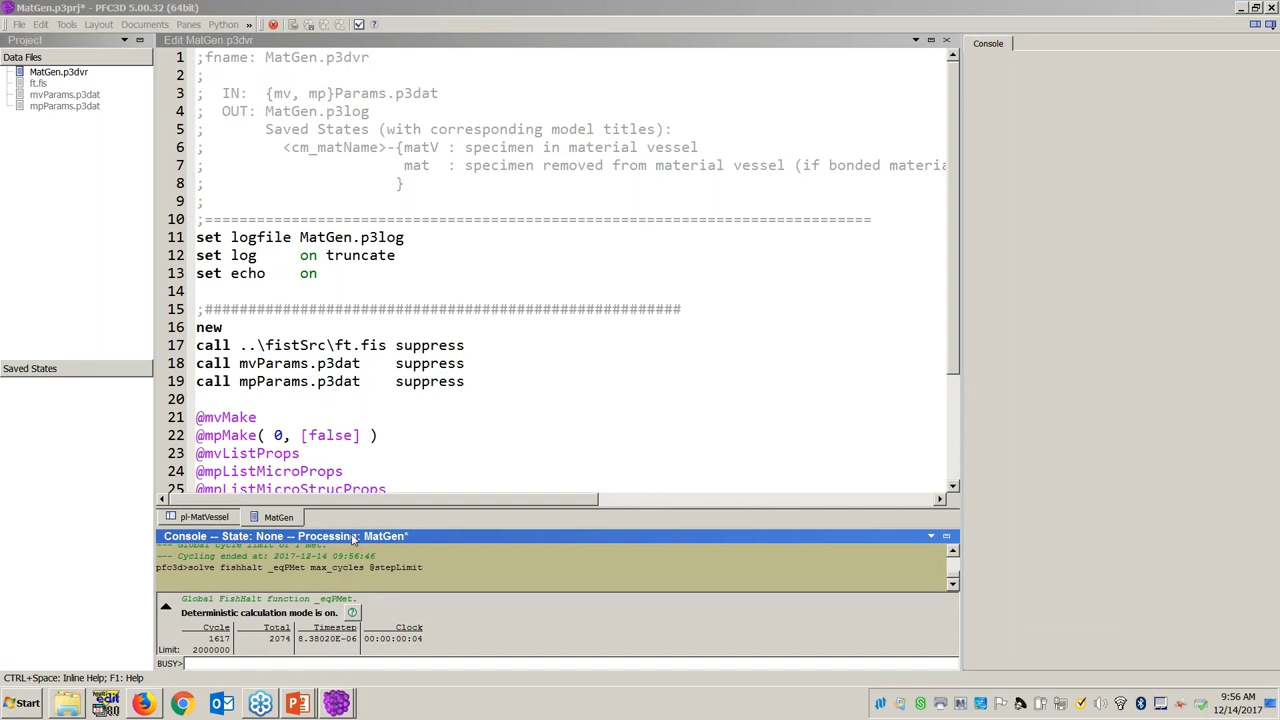 MatGen.p3prj* - PFC3D 5.00.32 (64bit)
File Edit Tools Layout Documents Panes Python »
Project
Edit MatGen.p3dvr
Console
Data Files
MatGen.p3dvr
ft.fis
mvParams.p3dat
mpParams.p3dat
Saved States
1 ;fname: MatGen.p3dvr
2 ;
3 ;  IN:  {mv, mp}Params.p3dat
4 ;  OUT: MatGen.p3log
5 ;       Saved States (with corresponding model titles):
6 ;         <cm_matName>-{matV : specimen in material vessel
7 ;                       mat  : specimen removed from material vessel (if bonded materia
8 ;                      }
9 ;
10 ;=============================================================================
11 set logfile MatGen.p3log
12 set log     on truncate
13 set echo    on
14
15 ;#######################################################
16 new
17 call ..\fistSrc\ft.fis suppress
18 call mvParams.p3dat    suppress
19 call mpParams.p3dat    suppress
20
21 @mvMake
22 @mpMake( 0, [false] )
23 @mvListProps
24 @mpListMicroProps
25 @mpListMicroStrucProps
pl-MatVessel MatGen
Console -- State: None -- Processing: MatGen*
--- Global cycle limit of 1 met.
--- Cycling ended at: 2017-12-14 09:56:46
pfc3d>solve fishhalt _eqPMet max_cycles @stepLimit
Global FishHalt function _eqPMet.
Deterministic calculation mode is on. ?
Cycle Total Timestep Clock
1617 2074 8.38020E-06 00:00:00:04
Limit: 2000000
BUSY>
CTRL+Space: Inline Help; F1: Help
Start
9:56 AM
12/14/2017